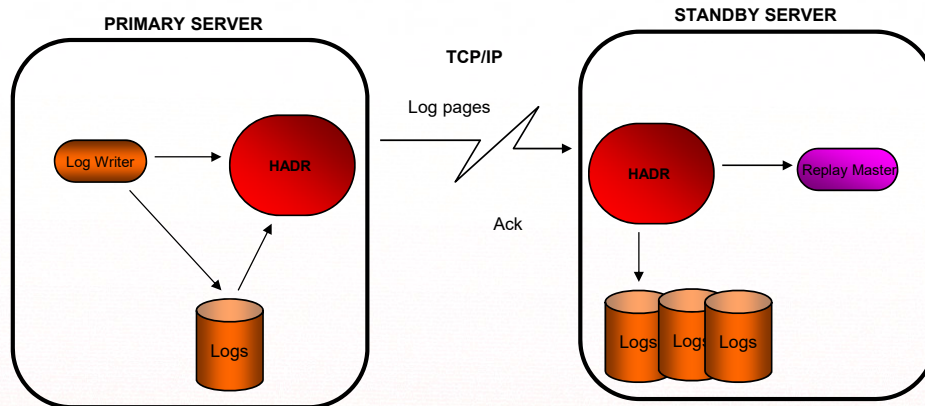 PRIMARY SERVER
STANDBY SERVER
TCP/IP
Log pages
Log Writer
HADR
HADR
Replay Master
Ack
Logs
Logs
Logs
Logs